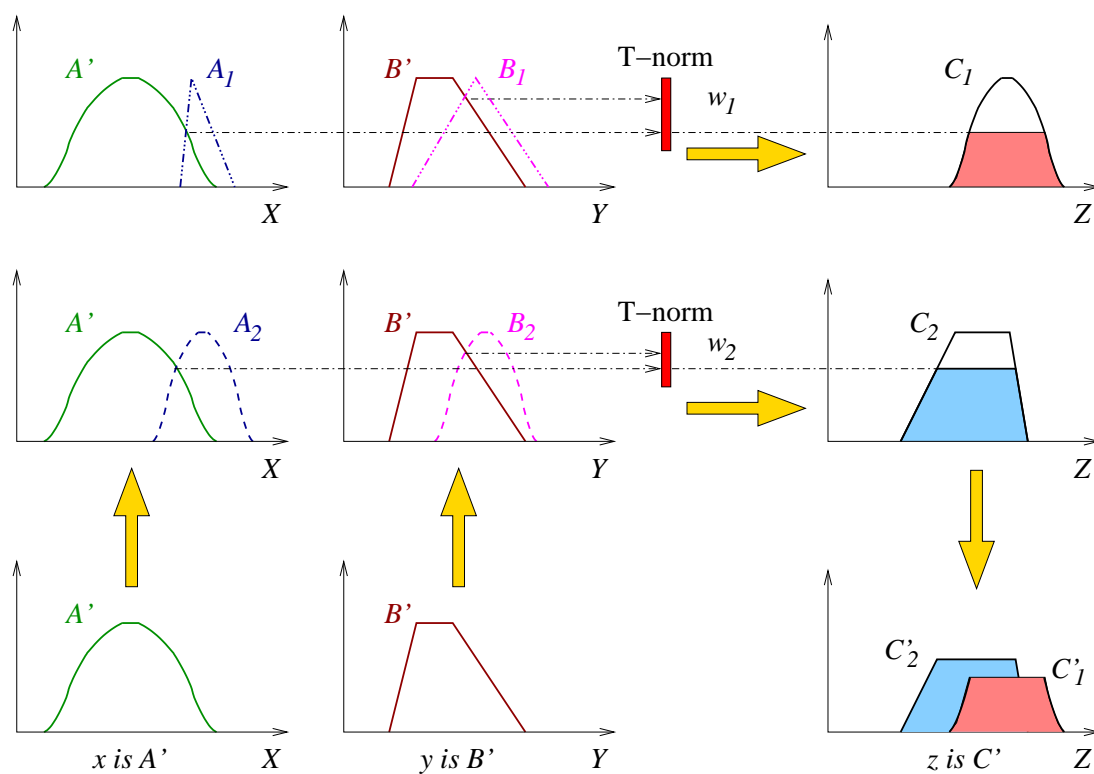 A’ A₁ B’ B₁ T−norm w₁ C₁
X Y Z
A’ A₂ B’ B₂ T−norm w₂ C₂
X Y Z
A’ B’ C’₂ C’₁
X Y Z
x is A’ y is B’ z is C’